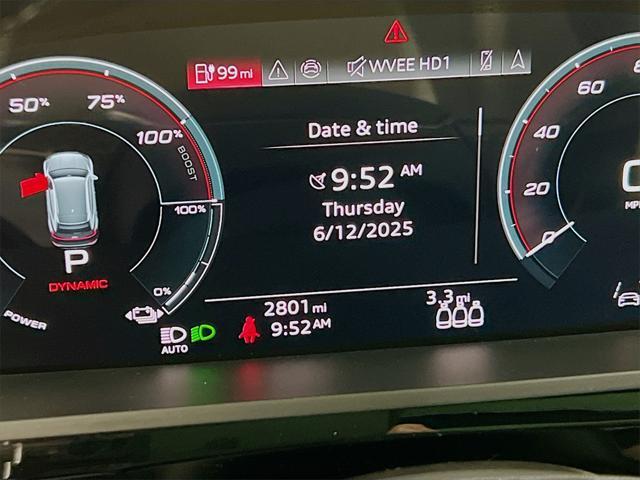 99 mi
WVEE HD1
50%
75%
100%
BOOST
100%
0%
POWER
P
DYNAMIC
Date & time
9:52 AM
Thursday
6/12/2025
2801 mi
9:52 AM
3.3 mi
AUTO
80
60
40
20
0